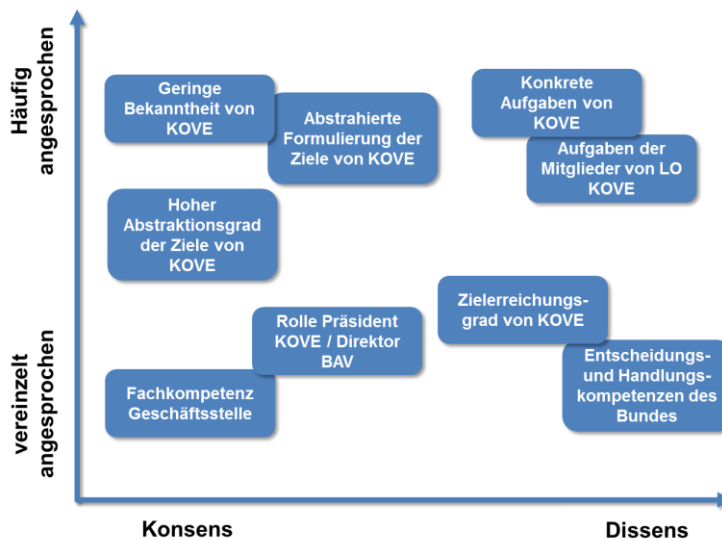 Häufig
angesprochen
Geringe
Bekanntheit von
KOVE
Abstrahierte
Formulierung der
Ziele von KOVE
Konkrete
Aufgaben von
KOVE
Aufgaben der
Mitglieder von LO
KOVE
Hoher
Abstraktionsgrad
der Ziele von
KOVE
vereinzelt
angesprochen
Rolle Präsident
KOVE / Direktor
BAV
Zielerreichungs-
grad von KOVE
Fachkompetenz
Geschäftsstelle
Entscheidungs-
und Handlungs-
kompetenzen des
Bundes
Konsens
Dissens